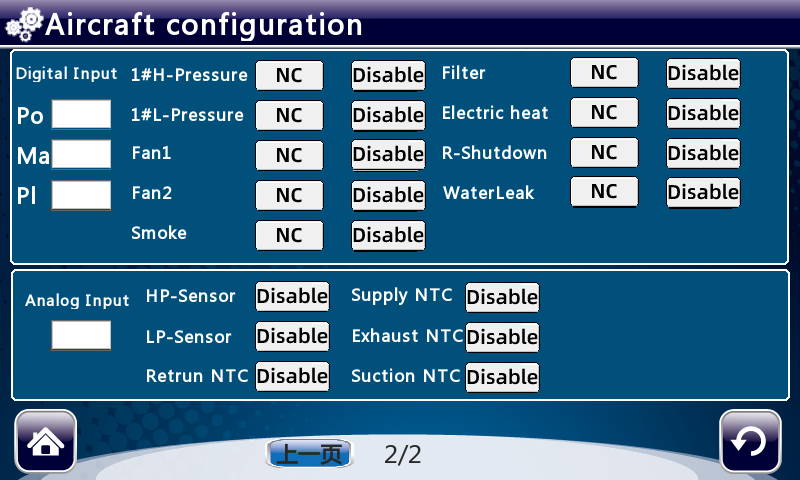 Aircraft configuration
Digital Input 1#H-Pressure NC Disable Filter NC Disable
Po 1#L-Pressure NC Disable Electric heat NC Disable
Ma Fan1 NC Disable R-Shutdown NC Disable
Pl Fan2 NC Disable WaterLeak NC Disable
Smoke NC Disable
Analog Input HP-Sensor Disable Supply NTC Disable
LP-Sensor Disable Exhaust NTC Disable
Retrun NTC Disable Suction NTC Disable
上一页 2/2